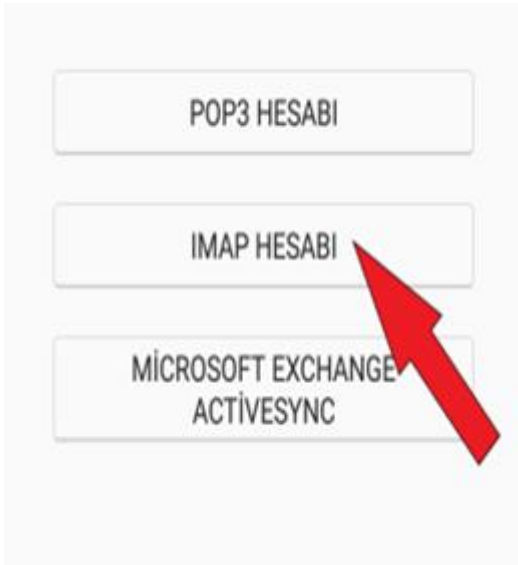 POP3 HESABI
IMAP HESABI
MİCROSOFT EXCHANGE
ACTİVESYNC